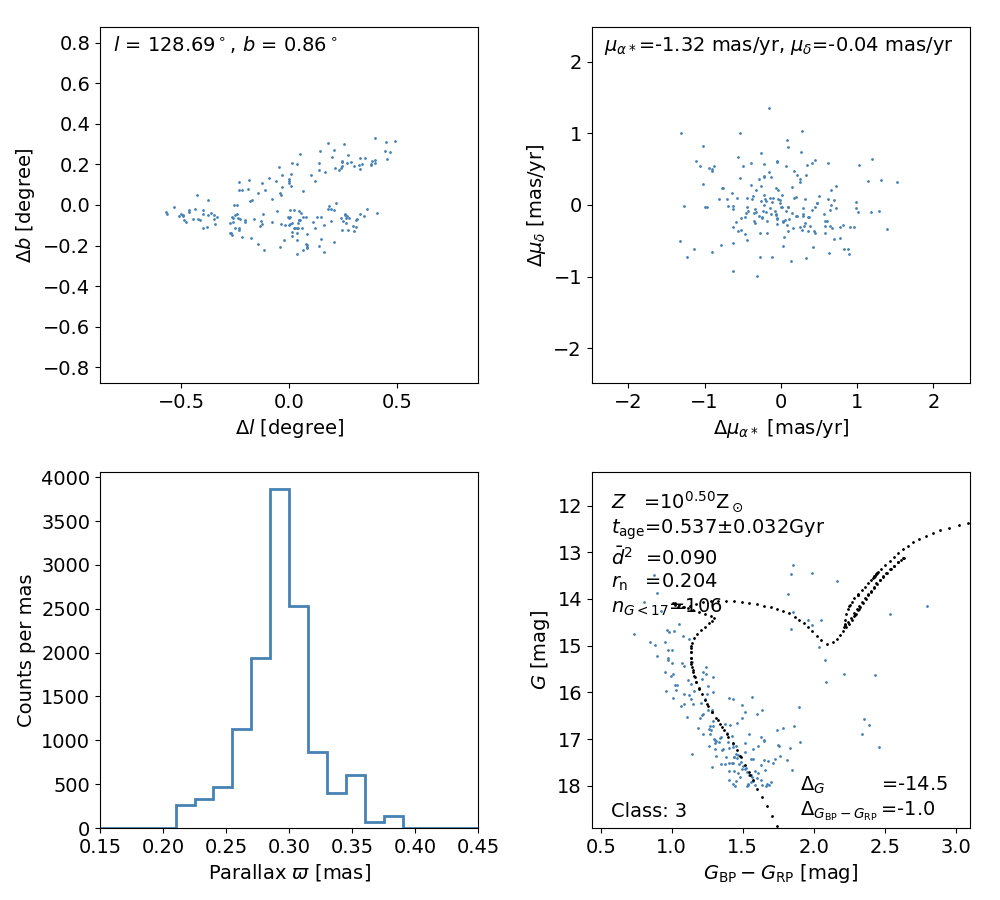 l = 128.69°, b = 0.86°
0.8
0.6
0.4
0.2
0.0
−0.2
−0.4
−0.6
−0.8
Δb [degree]
−0.5 0.0 0.5
Δl [degree]
μα*=-1.32 mas/yr, μδ=-0.04 mas/yr
2
1
0
−1
−2
Δμδ [mas/yr]
−2 −1 0 1 2
Δμα* [mas/yr]
4000
3500
3000
2500
2000
1500
1000
500
0
Counts per mas
0.15 0.20 0.25 0.30 0.35 0.40 0.45
Parallax ϖ [mas]
Z =10^0.50 Z⊙
t_age=0.537±0.032Gyr
d̄² =0.090
r_n =0.204
n_G<17=106
12
13
14
15
16
17
18
G [mag]
Δ_G =-14.5
Class: 3 Δ_GBP−GRP =-1.0
0.5 1.0 1.5 2.0 2.5 3.0
G_BP − G_RP [mag]